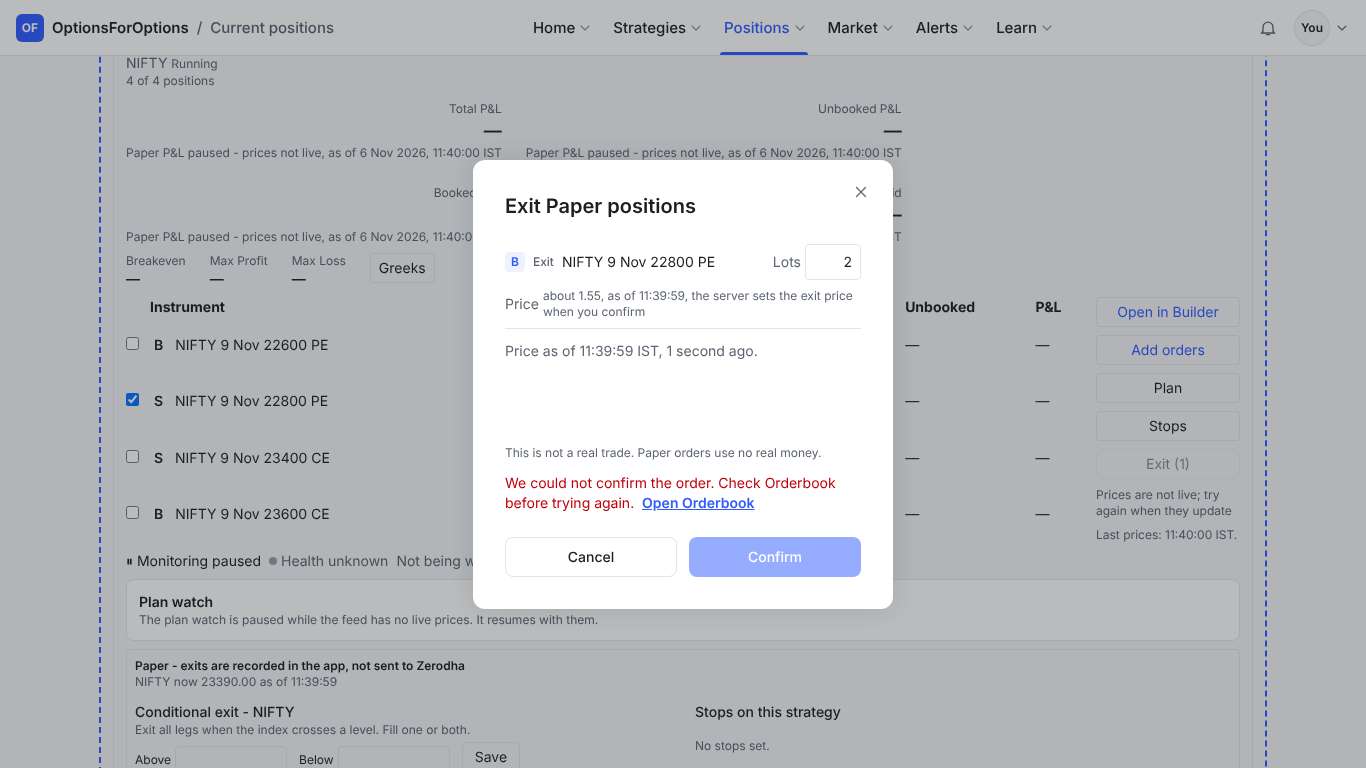 OF OptionsForOptions / Current positions Home Strategies Positions Market Alerts Learn You
NIFTY Running
4 of 4 positions
Total P&L Unbooked P&L
— —
Paper P&L paused - prices not live, as of 6 Nov 2026, 11:40:00 IST Paper P&L paused - prices not live, as of 6 Nov 2026, 11:40:00 IST
Paper P&L paused - prices not live, as of 6 Nov 2026, 11:40:0
Breakeven Max Profit Max Loss Greeks
— — —
Instrument Unbooked P&L
B NIFTY 9 Nov 22600 PE — —
S NIFTY 9 Nov 22800 PE — —
S NIFTY 9 Nov 23400 CE — —
B NIFTY 9 Nov 23600 CE — —
Open in Builder
Add orders
Plan
Stops
Exit (1)
Prices are not live; try
again when they update
Last prices: 11:40:00 IST.
Monitoring paused Health unknown Not being
Plan watch
The plan watch is paused while the feed has no live prices. It resumes with them.
Paper - exits are recorded in the app, not sent to Zerodha
NIFTY now 23390.00 as of 11:39:59
Conditional exit - NIFTY
Exit all legs when the index crosses a level. Fill one or both.
Above Below Save
Stops on this strategy
No stops set.
Exit Paper positions
B Exit NIFTY 9 Nov 22800 PE Lots 2
Price about 1.55, as of 11:39:59, the server sets the exit price
when you confirm
Price as of 11:39:59 IST, 1 second ago.
This is not a real trade. Paper orders use no real money.
We could not confirm the order. Check Orderbook
before trying again. Open Orderbook
Cancel Confirm